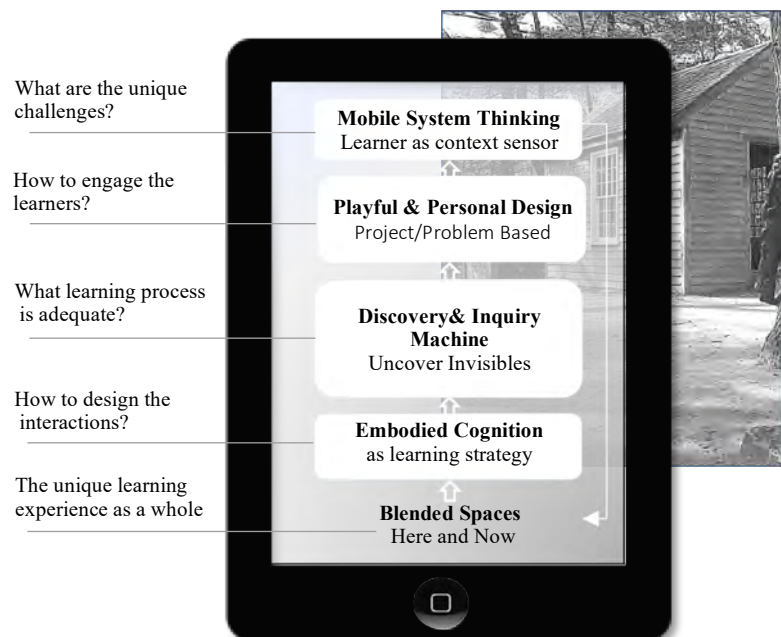 What are the unique
challenges?
Mobile System Thinking
Learner as context sensor
How to engage the
learners?
Playful & Personal Design
Project/Problem Based
What learning process
is adequate?
Discovery& Inquiry
Machine
Uncover Invisibles
How to design the
interactions?
Embodied Cognition
as learning strategy
The unique learning
experience as a whole
Blended Spaces
Here and Now